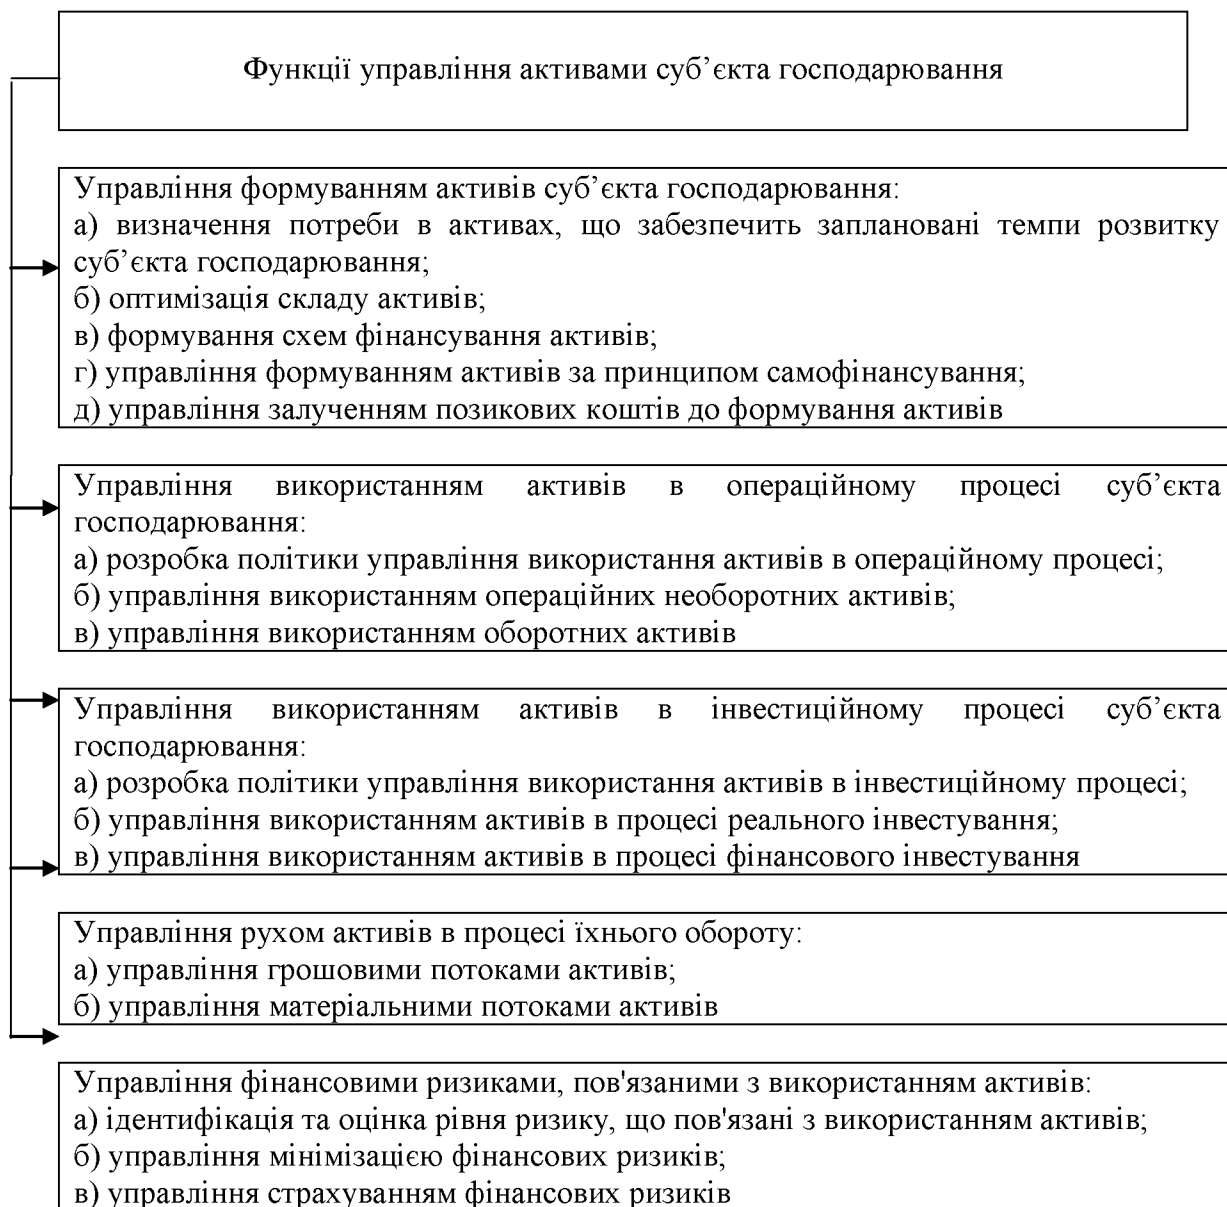 Функції управління активами суб’єкта господарювання
Управління формуванням активів суб’єкта господарювання:
а) визначення потреби в активах, що забезпечить заплановані темпи розвитку
суб’єкта господарювання;
б) оптимізація складу активів;
в) формування схем фінансування активів;
г) управління формуванням активів за принципом самофінансування;
д) управління залученням позикових коштів до формування активів
Управління використанням активів в операційному процесі суб’єкта
господарювання:
а) розробка політики управління використання активів в операційному процесі;
б) управління використанням операційних необоротних активів;
в) управління використанням оборотних активів
Управління використанням активів в інвестиційному процесі суб’єкта
господарювання:
а) розробка політики управління використання активів в інвестиційному процесі;
б) управління використанням активів в процесі реального інвестування;
в) управління використанням активів в процесі фінансового інвестування
Управління рухом активів в процесі їхнього обороту:
а) управління грошовими потоками активів;
б) управління матеріальними потоками активів
Управління фінансовими ризиками, пов'язаними з використанням активів:
а) ідентифікація та оцінка рівня ризику, що пов'язані з використанням активів;
б) управління мінімізацією фінансових ризиків;
в) управління страхуванням фінансових ризиків